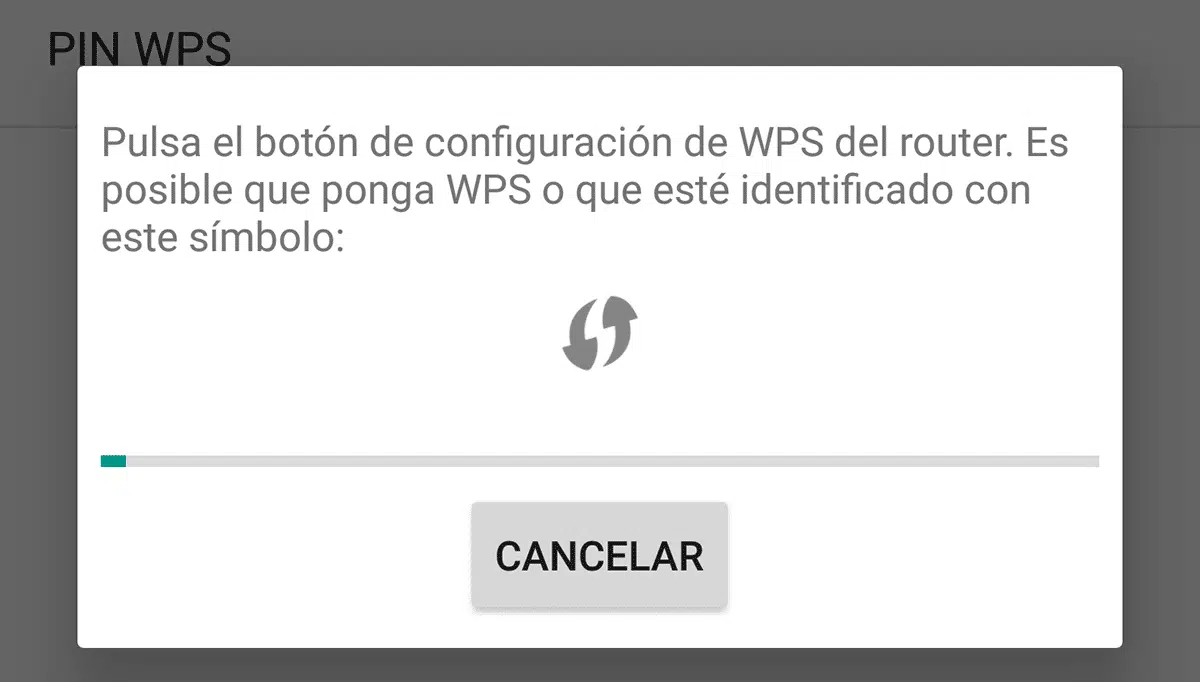 PIN WPS
Pulsa el botón de configuración de WPS del router. Es
posible que ponga WPS o que esté identificado con
este símbolo:
CANCELAR